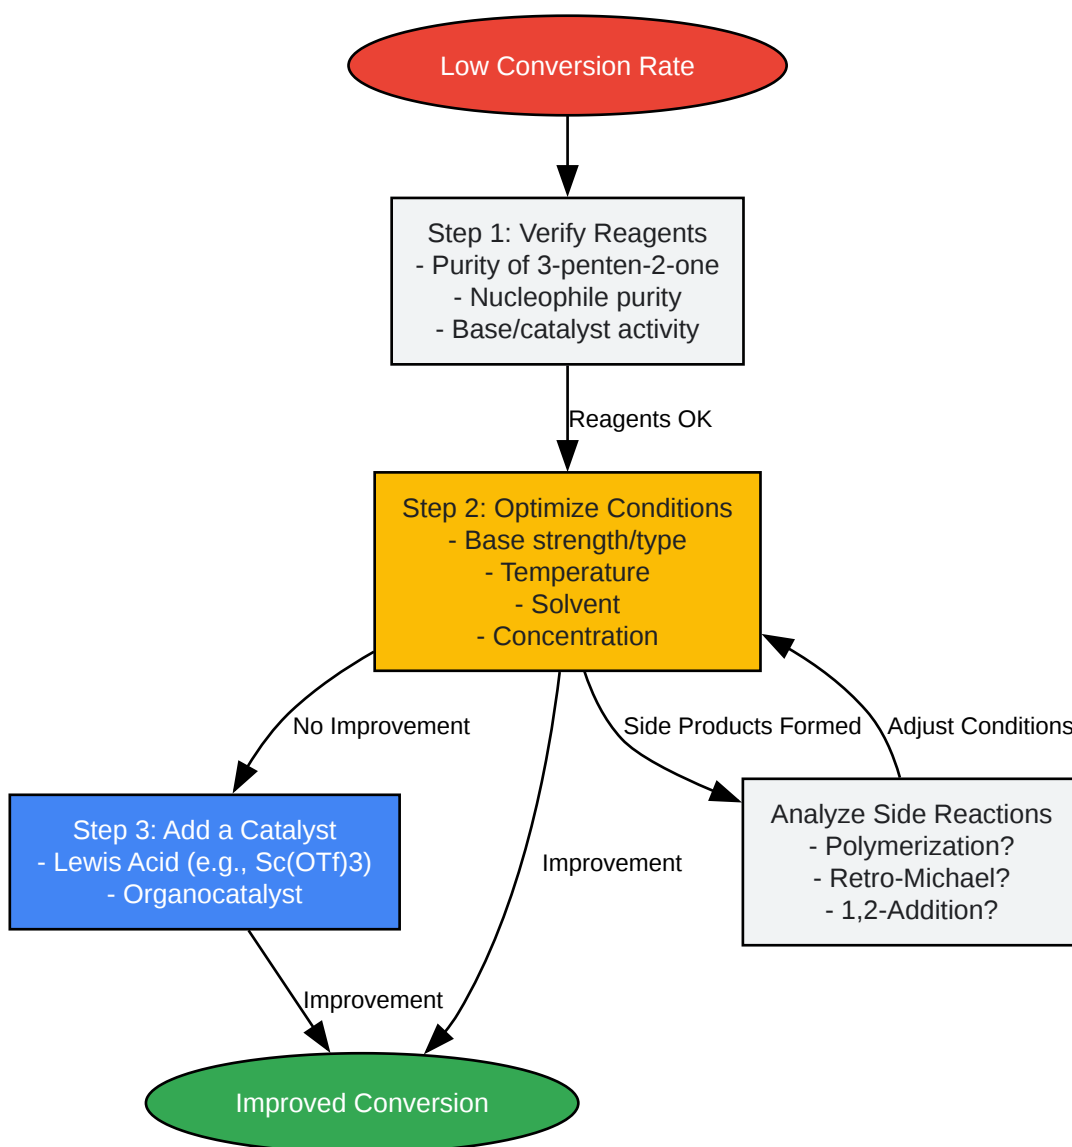 Low Conversion Rate
Step 1: Verify Reagents
- Purity of 3-penten-2-one
- Nucleophile purity
- Base/catalyst activity
Reagents OK
Step 2: Optimize Conditions
- Base strength/type
- Temperature
- Solvent
- Concentration
No Improvement
Side Products Formed
Adjust Conditions
Step 3: Add a Catalyst
- Lewis Acid (e.g., Sc(OTf)3)
- Organocatalyst
Improvement
Analyze Side Reactions
- Polymerization?
- Retro-Michael?
- 1,2-Addition?
Improvement
Improved Conversion